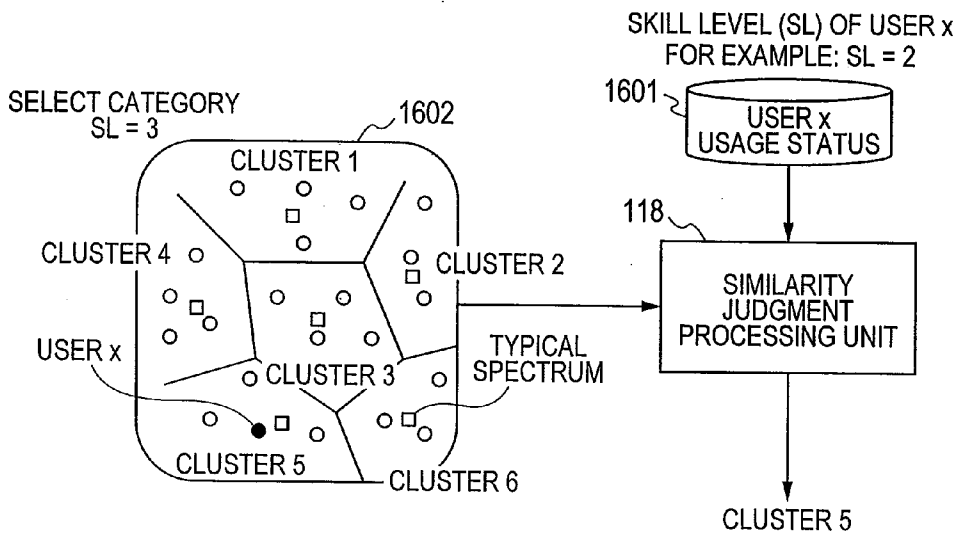 SKILL LEVEL (SL) OF USER x
FOR EXAMPLE: SL = 2
SELECT CATEGORY
SL = 3
1602
1601
USER x
USAGE STATUS
CLUSTER 1
118
CLUSTER 4
CLUSTER 2
SIMILARITY
JUDGMENT
PROCESSING UNIT
USER x
CLUSTER 3
TYPICAL
SPECTRUM
CLUSTER 5
CLUSTER 6
CLUSTER 5